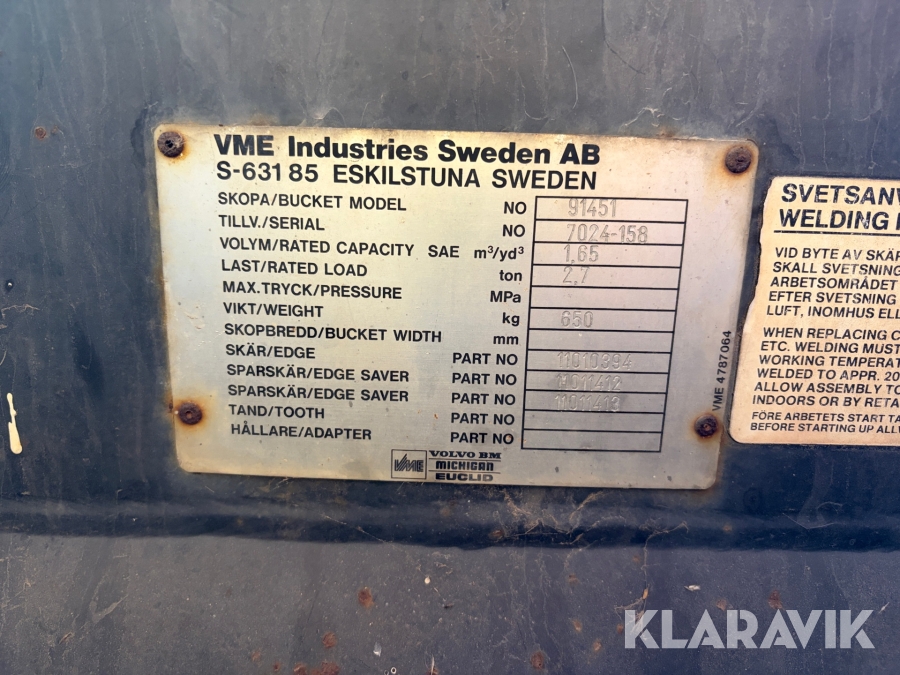 VME Industries Sweden AB
S-631 85 ESKILSTUNA SWEDEN
SKOPA/BUCKET MODEL NO 91451
TILLV./SERIAL NO 7024-158
VOLYM/RATED CAPACITY SAE m³/yd³ 1,65
LAST/RATED LOAD ton 2,7
MAX.TRYCK/PRESSURE MPa
VIKT/WEIGHT kg 650
SKOPBREDD/BUCKET WIDTH mm
SKÄR/EDGE PART NO 11010394
SPARSKÄR/EDGE SAVER PART NO 11011412
SPARSKÄR/EDGE SAVER PART NO 11011413
TAND/TOOTH PART NO
HÅLLARE/ADAPTER PART NO
VME VOLVO BM
MICHIGAN
EUCLID
VME 4787064
SVETSANV
WELDING
VID BYTE AV SKÄR
SKALL SVETSNING
ARBETSOMRÅDET
EFTER SVETSNING
LUFT, INOMHUS ELL
WHEN REPLACING C
ETC. WELDING MUST
WORKING TEMPERAT
WELDED TO APPR. 20
ALLOW ASSEMBLY TO
INDOORS OR BY RETA
FÖRE ARBETETS START TA
BEFORE STARTING UP ALL
KLARAVIK